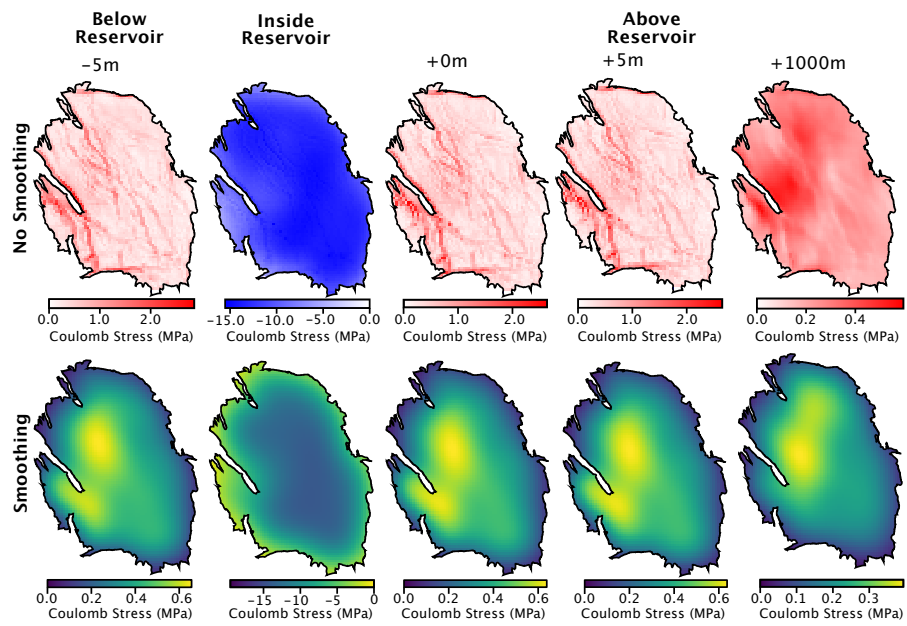 Below
Reservoir
Inside
Reservoir
Above
Reservoir
−5m
+0m
+5m
+1000m
No Smoothing
0.0 1.0 2.0
Coulomb Stress (MPa)
−15.0 −10.0 −5.0 0.0
Coulomb Stress (MPa)
0.0 1.0 2.0
Coulomb Stress (MPa)
0.0 1.0 2.0
Coulomb Stress (MPa)
0.0 0.2 0.4
Coulomb Stress (MPa)
Smoothing
0.0 0.2 0.4 0.6
Coulomb Stress (MPa)
−15 −10 −5 0
Coulomb Stress (MPa)
0.0 0.2 0.4 0.6
Coulomb Stress (MPa)
0.0 0.2 0.4 0.6
Coulomb Stress (MPa)
0.0 0.1 0.2 0.3
Coulomb Stress (MPa)